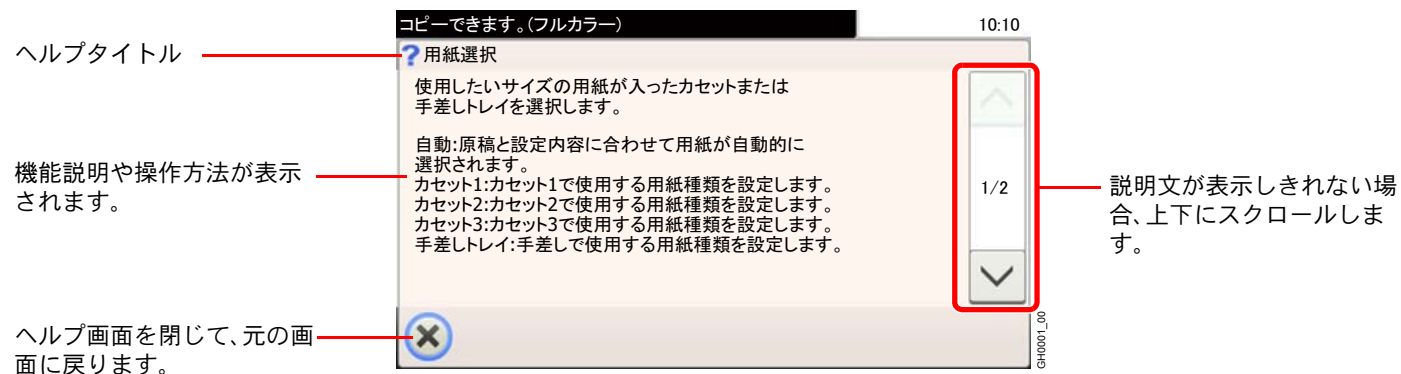 コピーできます。(フルカラー)
10:10
ヘルプタイトル
用紙選択
使用したいサイズの用紙が入ったカセットまたは
手差しトレイを選択します。
自動:原稿と設定内容に合わせて用紙が自動的に
選択されます。
カセット1:カセット1で使用する用紙種類を設定します。
カセット2:カセット2で使用する用紙種類を設定します。
カセット3:カセット3で使用する用紙種類を設定します。
手差しトレイ:手差しで使用する用紙種類を設定します。
機能説明や操作方法が表示
されます。
1/2
説明文が表示しきれない場
合、上下にスクロールしま
す。
ヘルプ画面を閉じて、元の画
面に戻ります。
GH0001_00